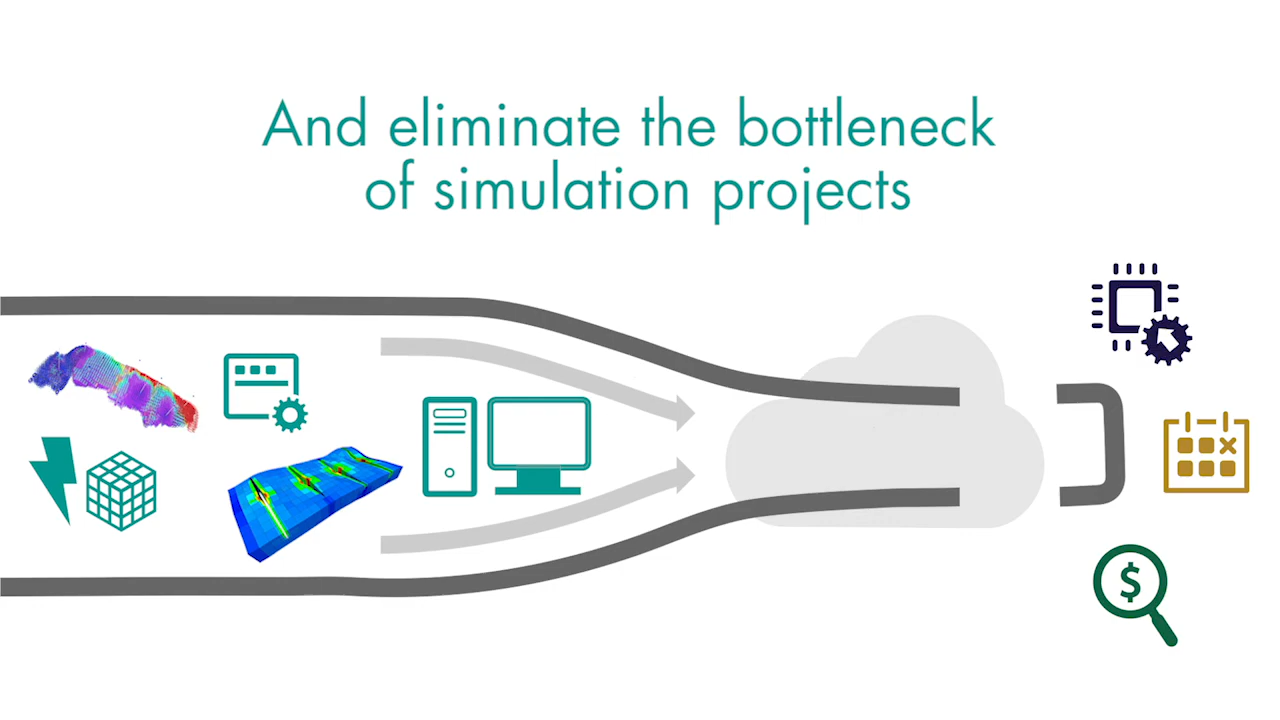 And eliminate the bottleneck
of simulation projects
$